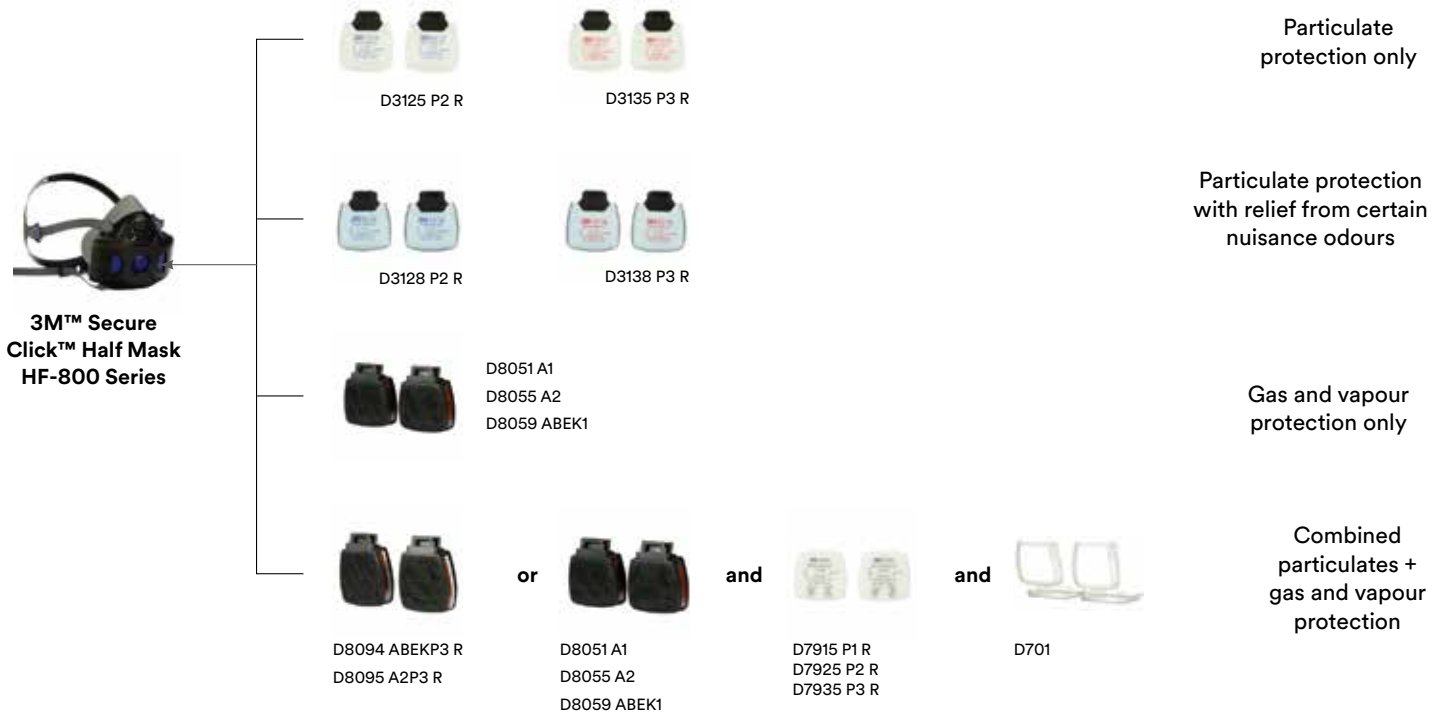 Particulate
protection only
D3125 P2 R
D3135 P3 R
Particulate protection
with relief from certain
nuisance odours
D3128 P2 R
D3138 P3 R
3M™ Secure
Click™ Half Mask
HF-800 Series
D8051 A1
D8055 A2
D8059 ABEK1
Gas and vapour
protection only
Combined
particulates +
gas and vapour
protection
or
and
and
D8094 ABEKP3 R
D8095 A2P3 R
D8051 A1
D8055 A2
D8059 ABEK1
D7915 P1 R
D7925 P2 R
D7935 P3 R
D701